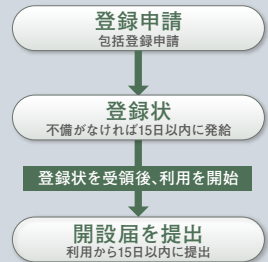 登録申請
包括登録申請
登録状
不備がなければ15日以内に発給
登録状を受領後、利用を開始
開設届を提出
利用から15日以内に提出